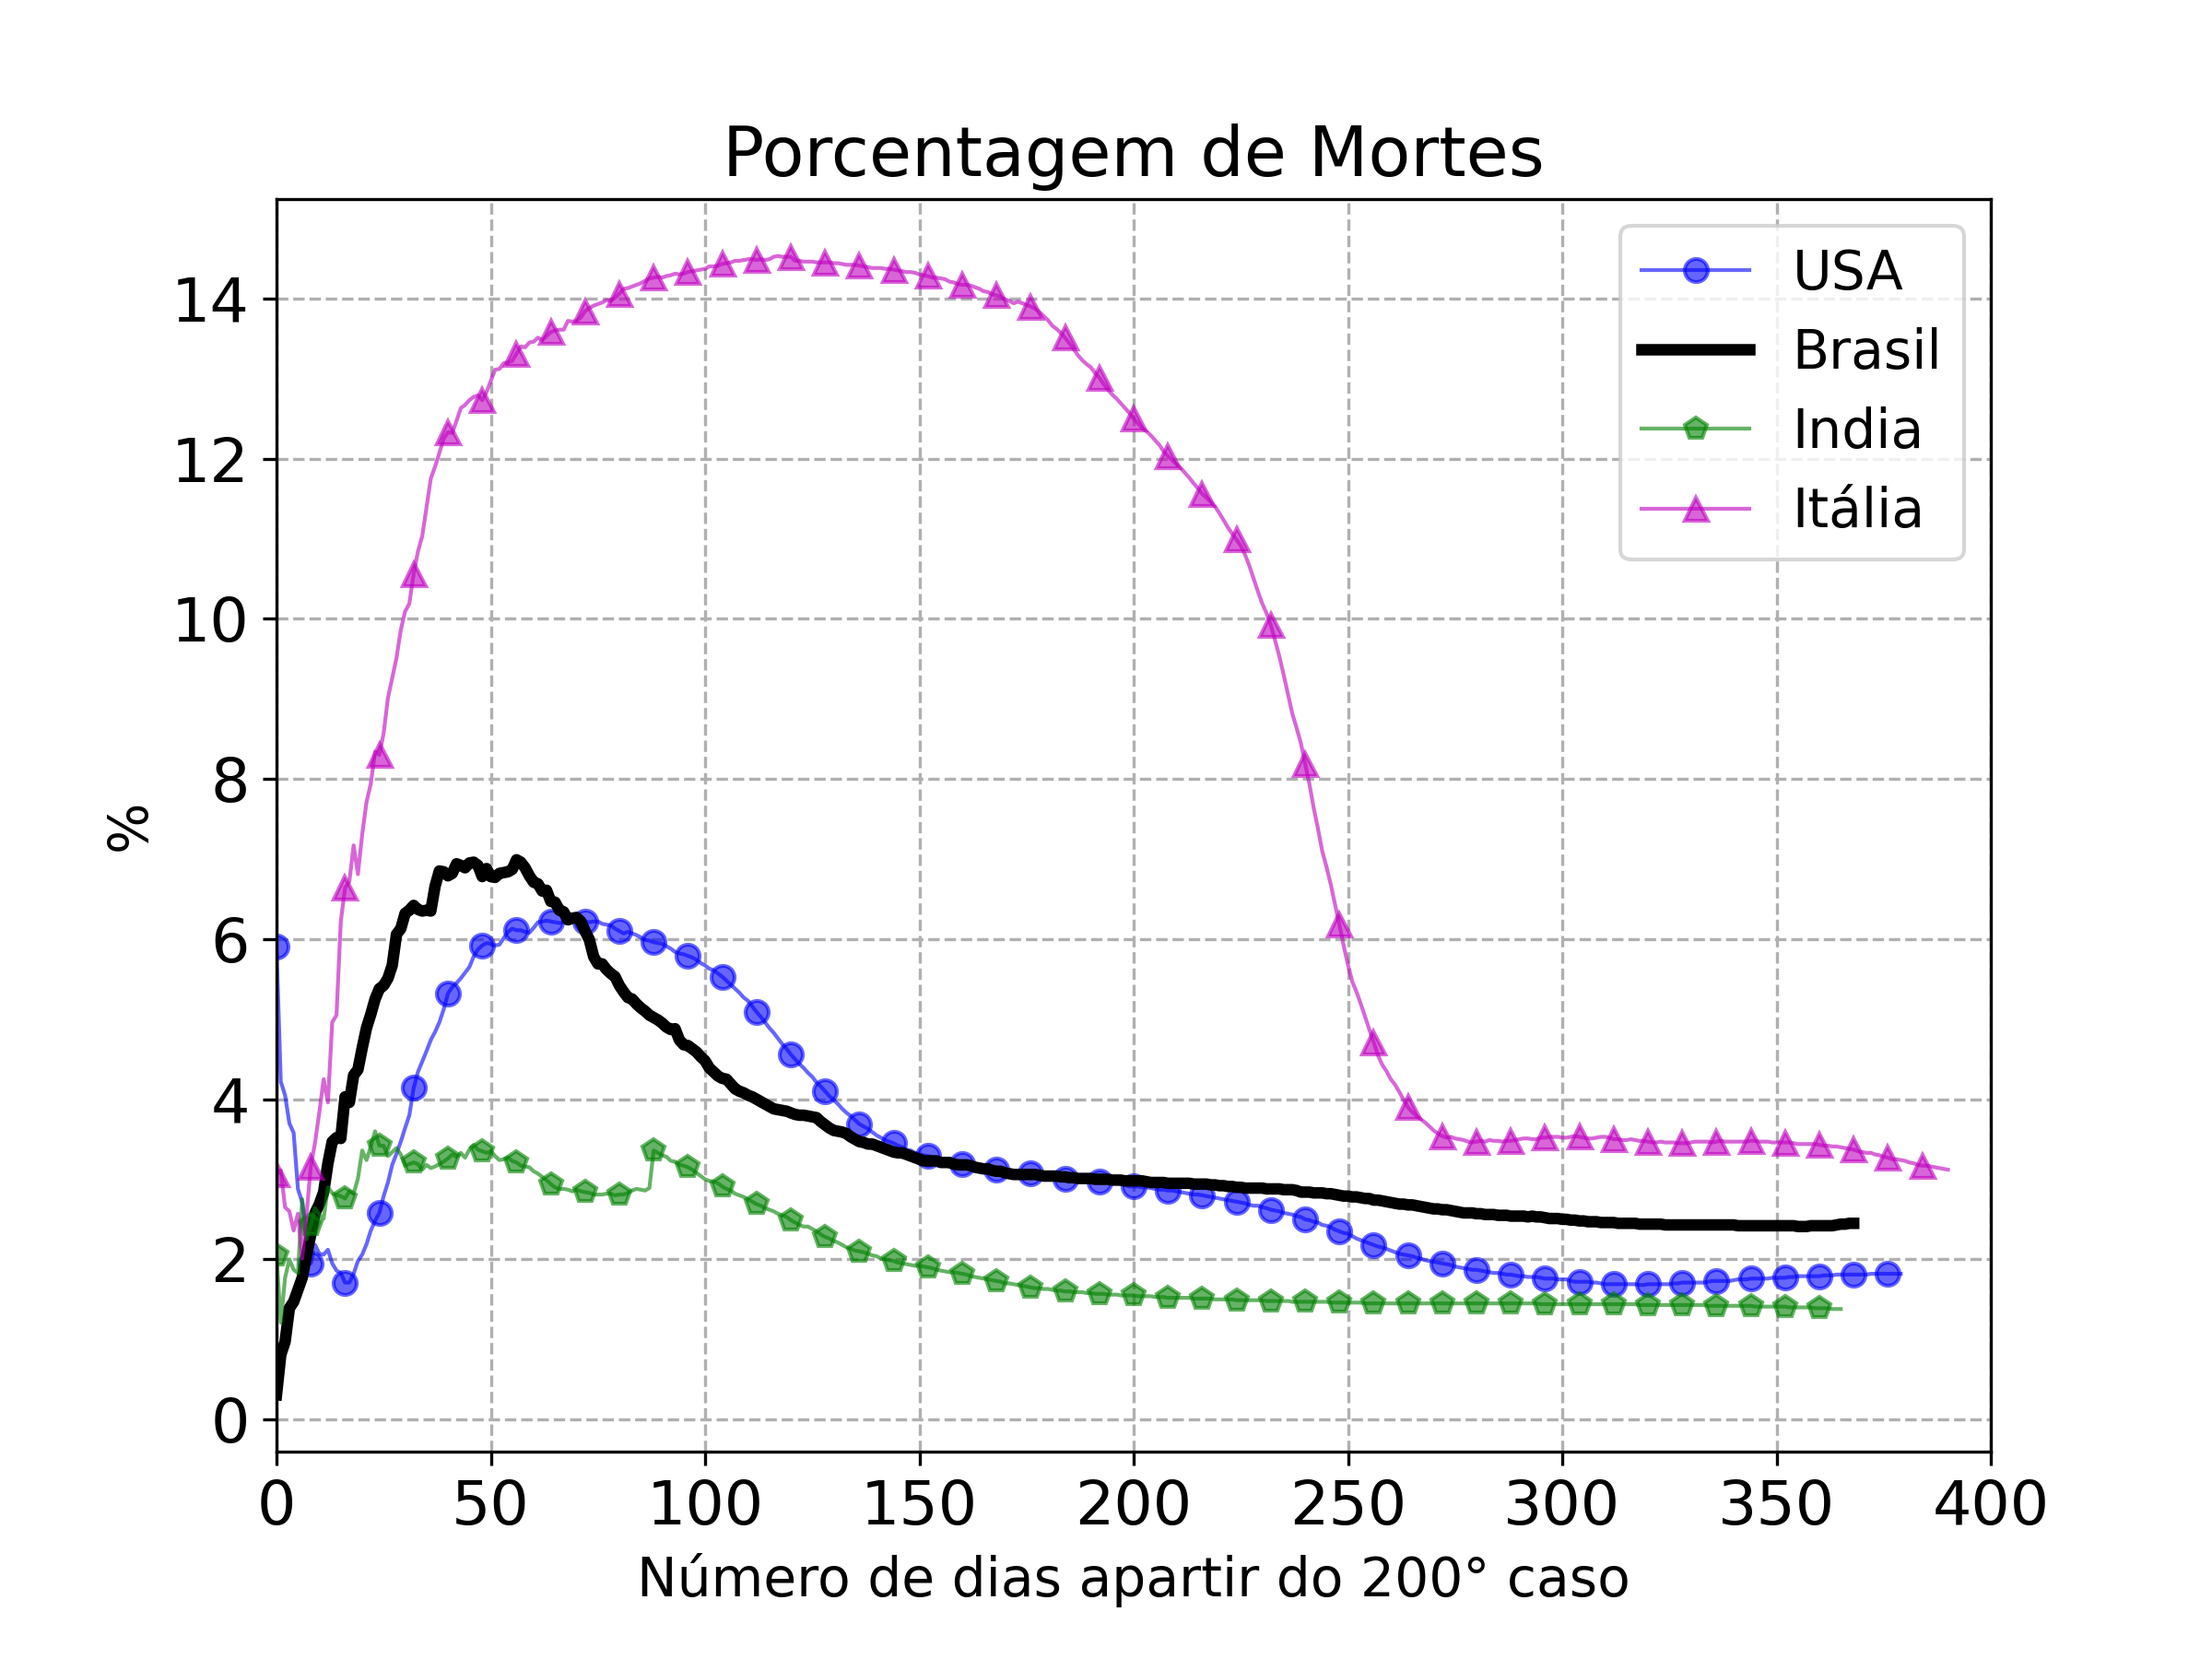 Porcentagem de Mortes
USA
Brasil
India
Itália
14
12
10
8
6
4
2
0
%
0 50 100 150 200 250 300 350 400
Número de dias apartir do 200° caso